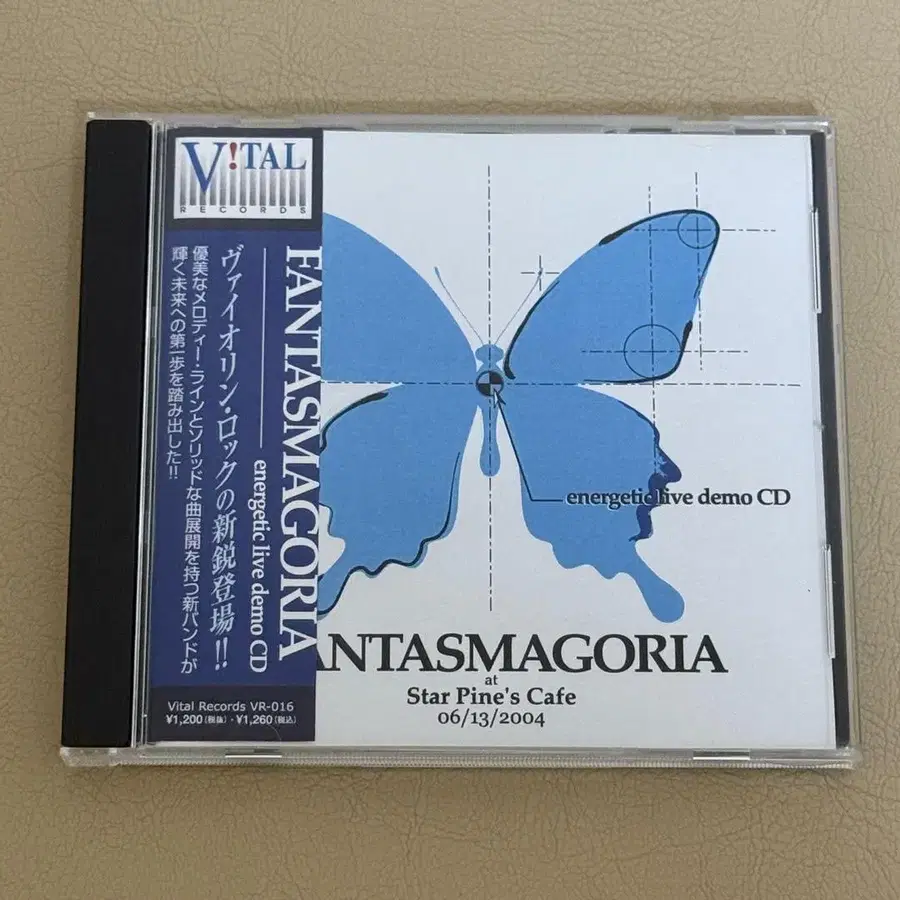 V!TAL
RECORDS
FANTASMAGORIA
energetic live demo CD
ヴァイオリン・ロックの新鋭登場!!
優美なメロディー・ラインとソリッドな曲展開を持つ新バンドが
輝く未来への第一歩を踏み出した!!
Vital Records VR-016
¥1,200(税抜)・¥1,260(税込)
energetic live demo CD
ANTASMAGORIA
at
Star Pine's Cafe
06/13/2004